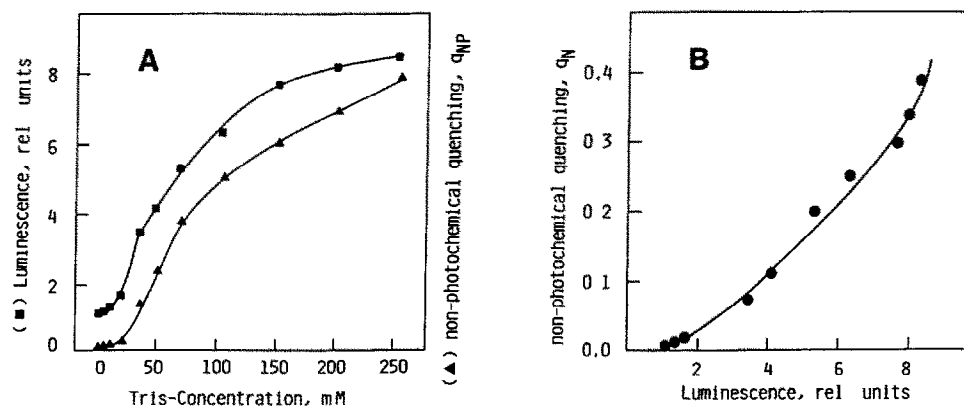 A
(■) Luminescence, rel units
8
6
4
2
0
0 50 100 150 200 250
Tris-Concentration, mM
(▲) non-photochemical quenching, qNP
B
non-photochemical quenching, qN
0.4
0 3
0 2
0 1
0.0
2 4 6 8
Luminescence, rel units